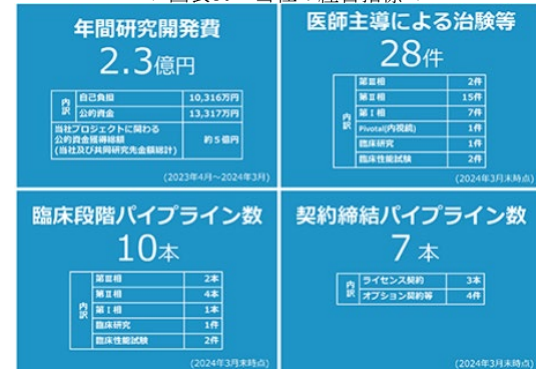 年間研究開発費
2.3億円
内訳
自己負担 10,316万円
公的資金 13,317万円
当社プロジェクトに関わる
公的資金獲得総額
(当社及び共同研究先金額総計)
約5億円
(2023年4月~2024年3月)
医師主導による治験等
28件
内訳
第Ⅲ相 2件
第Ⅱ相 15件
第Ⅰ相 7件
Pivotal(内視鏡) 1件
臨床研究 1件
臨床性能試験 2件
(2024年3月末時点)
臨床段階パイプライン数
10本
内訳
第Ⅲ相 2本
第Ⅱ相 4本
第Ⅰ相 1本
臨床研究 1件
臨床性能試験 2件
(2024年3月末時点)
契約締結パイプライン数
7本
内訳
ライセンス契約 3本
オプション契約等 4件
(2024年3月末時点)